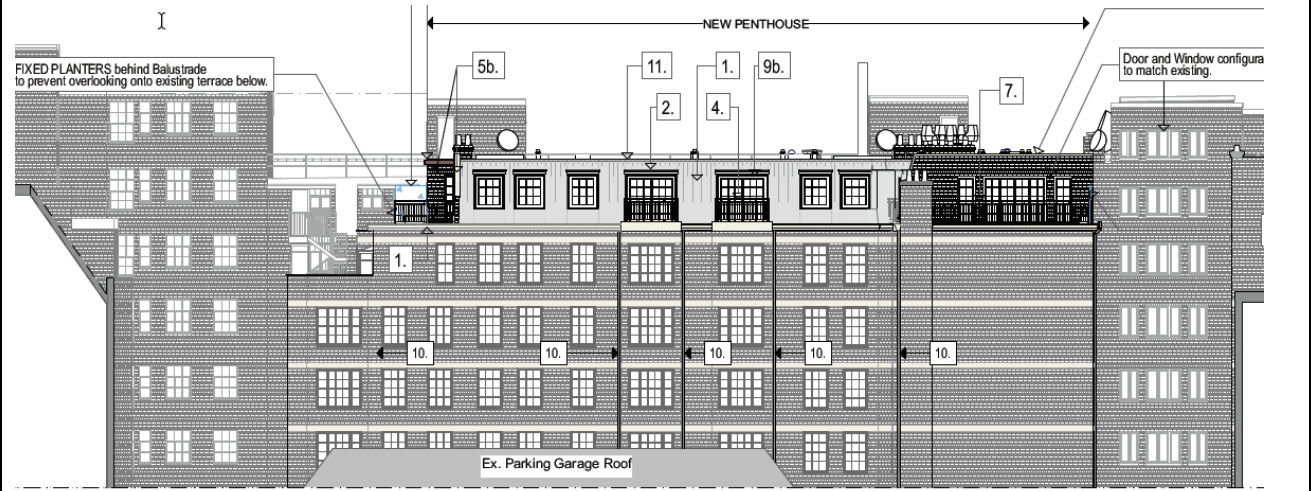 NEW PENTHOUSE
FIXED PLANTERS behind Balustrade
to prevent overlooking onto existing terrace below.
5b.
11.
1.
9b.
2.
4.
7.
Door and Window configura
to match existing.
1.
10.
10.
10.
10.
10.
Ex. Parking Garage Roof